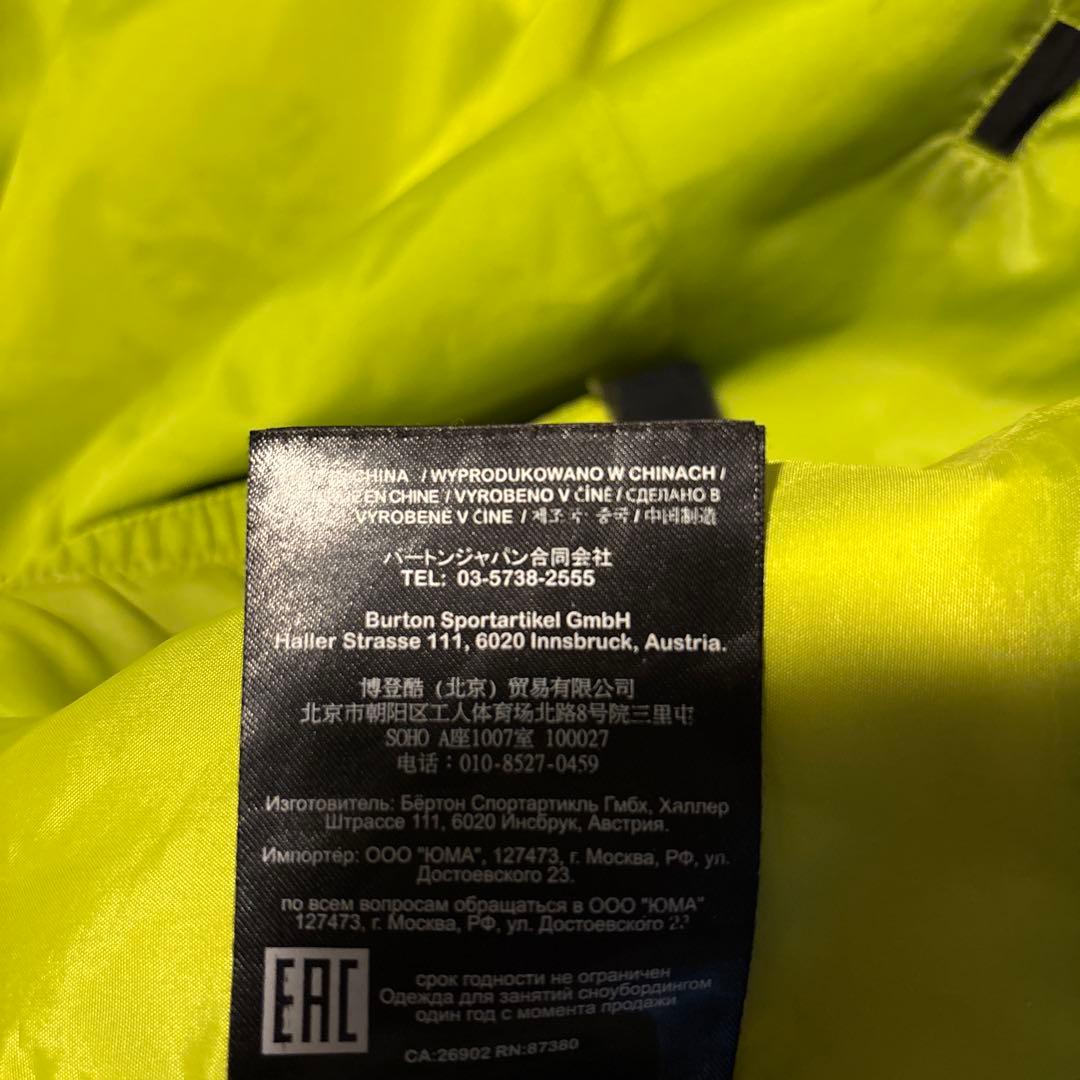 CHINA / WYPRODUKOWANO W CHINACH /
EN CHINE / VYROBENO V ČÍNĚ / СДЕЛАНО В
VYROBENÉ V ČÍNE / 제조 中国制造
バートンジャパン合同会社
TEL: 03-5738-2555
Burton Sportartikel GmbH
Haller Strasse 111, 6020 Innsbruck, Austria.
博登酷 (北京) 贸易有限公司
北京市朝阳区工人体育场北路8号院三里屯
SOHO A座1007室 100027
电话：010-8527-0459
Изготовитель: Бёртон Спортартикль Гмбх, Халлер
Штрассе 111, 6020 Инсбрук, Австрия.
Импортёр: ООО "ЮМА", 127473, г. Москва, РФ, ул.
Достоевского 23.
по всем вопросам обращаться в ООО "ЮМА"
127473, г. Москва, РФ, ул. Достоевского
EAC
срок годности не ограничен
Одежда для занятий сноубордингом
один год с момента продажи
CA:26902 RN:87380